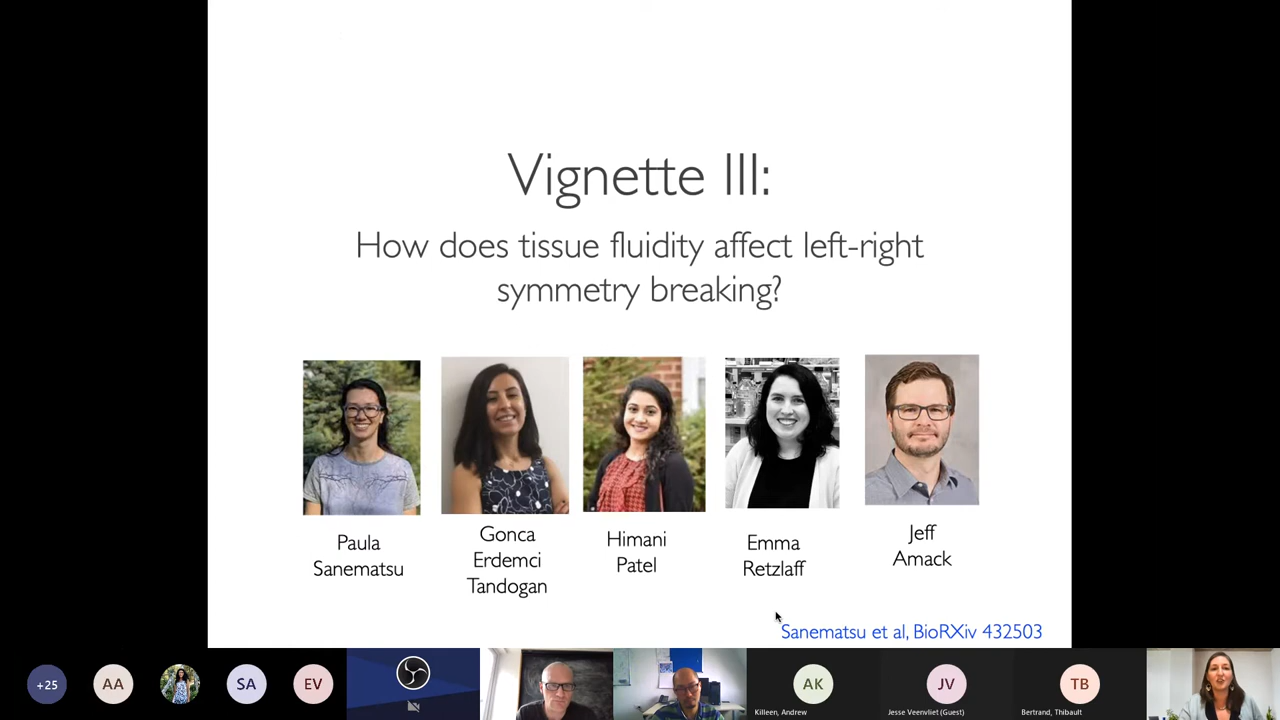 Vignette III:
How does tissue fluidity affect left-right
symmetry breaking?
Paula
Sanematsu
Gonca
Erdemci
Tandogan
Himani
Patel
Emma
Retzlaff
Jeff
Amack
Sanematsu et al, BioRXiv 432503
+25
AA
SA
EV
AK
Killeen, Andrew
JV
Jesse Veenvliet (Guest)
TB
Bertrand, Thibault